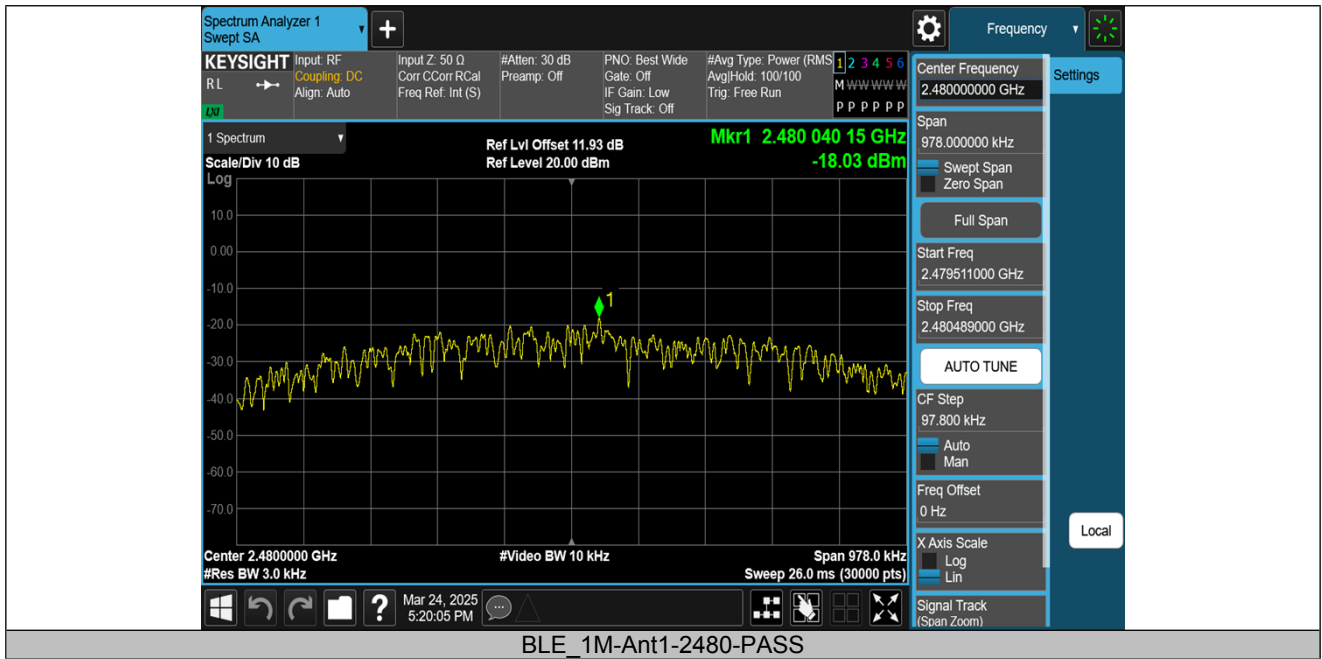 Spectrum Analyzer 1
Swept SA
+
Frequency
KEYSIGHT
RL
LXI
Input: RF
Coupling: DC
Align: Auto
Input Z: 50 Ω
Corr CCorr RCal
Freq Ref: Int (S)
#Atten: 30 dB
Preamp: Off
PNO: Best Wide
Gate: Off
IF Gain: Low
Sig Track: Off
#Avg Type: Power (RMS
Avg|Hold: 100/100
Trig: Free Run
1 2 3 4 5 6
M W W W W W
P P P P P P
1 Spectrum
Scale/Div 10 dB
Log
Ref Lvl Offset 11.93 dB
Ref Level 20.00 dBm
Mkr1 2.480 040 15 GHz
-18.03 dBm
10.0
0.00
-10.0
-20.0
-30.0
-40.0
-50.0
-60.0
-70.0
1
Center 2.4800000 GHz
#Video BW 10 kHz
Span 978.0 kHz
#Res BW 3.0 kHz
Sweep 26.0 ms (30000 pts)
Center Frequency
2.480000000 GHz
Settings
Span
978.000000 kHz
Swept Span
Zero Span
Full Span
Start Freq
2.479511000 GHz
Stop Freq
2.480489000 GHz
AUTO TUNE
CF Step
97.800 kHz
Auto
Man
Freq Offset
0 Hz
X Axis Scale
Log
Lin
Local
Signal Track
(Span Zoom)
?
Mar 24, 2025
5:20:05 PM
BLE_1M-Ant1-2480-PASS